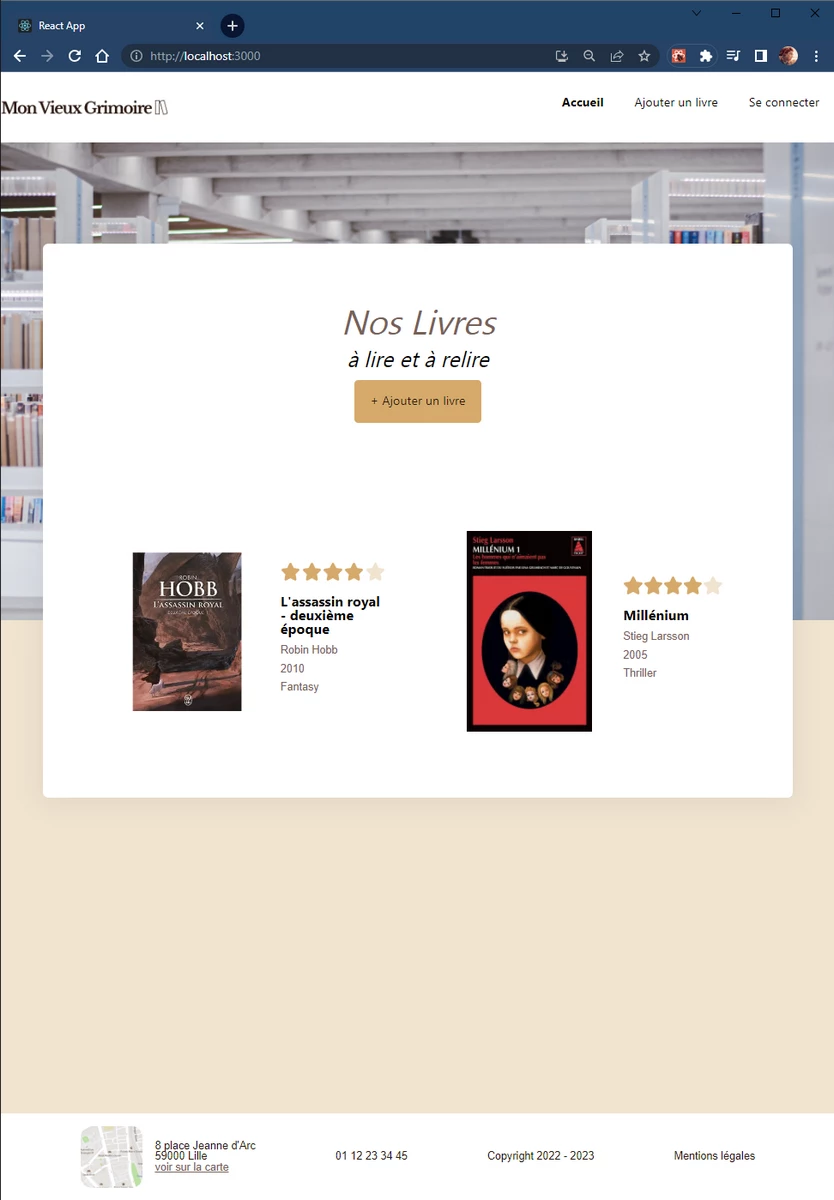 React App
http://localhost:3000
Mon Vieux Grimoire
Accueil
Ajouter un livre
Se connecter
Nos Livres
à lire et à relire
+ Ajouter un livre
ROBIN
HOBB
L'ASSASSIN ROYAL
L'assassin royal
- deuxième
époque
Robin Hobb
2010
Fantasy
Stieg Larsson
MILLÉNIUM 1
Les hommes qui n'aimaient pas
les femmes
Millénium
Stieg Larsson
2005
Thriller
8 place Jeanne d'Arc
59000 Lille
voir sur la carte
01 12 23 34 45
Copyright 2022 - 2023
Mentions légales